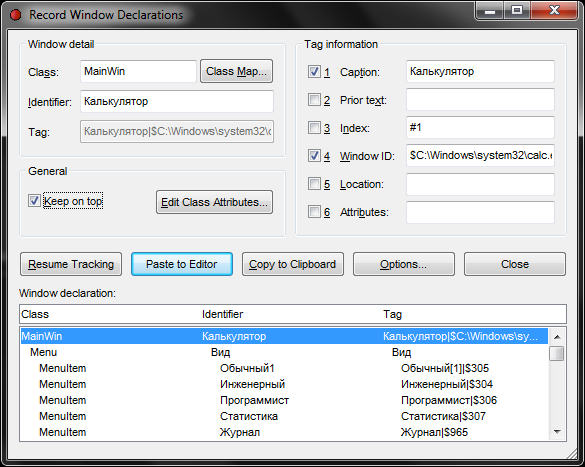 Record Window Declarations
Window detail
Class: MainWin Class Map...
Identifier: Калькулятор
Tag: Калькулятор|$C:\Windows\system32\c
General
Keep on top Edit Class Attributes...
Tag information
1 Caption: Калькулятор
2 Prior text:
3 Index: #1
4 Window ID: $C:\Windows\system32\calc.e
5 Location:
6 Attributes:
Resume Tracking Paste to Editor Copy to Clipboard Options... Close
Window declaration:
Class Identifier Tag
MainWin Калькулятор Калькулятор|$C:\Windows\sy...
Menu Вид Вид
MenuItem Обычный1 Обычный[1]|$305
MenuItem Инженерный Инженерный|$304
MenuItem Программист Программист|$306
MenuItem Статистика Статистика|$307
MenuItem Журнал Журнал|$965